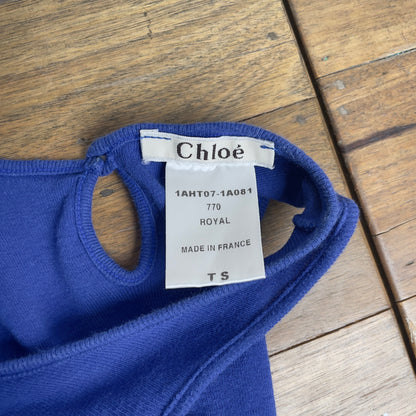 Chloé
1AHT07-1A081
770
ROYAL
MADE IN FRANCE
T S